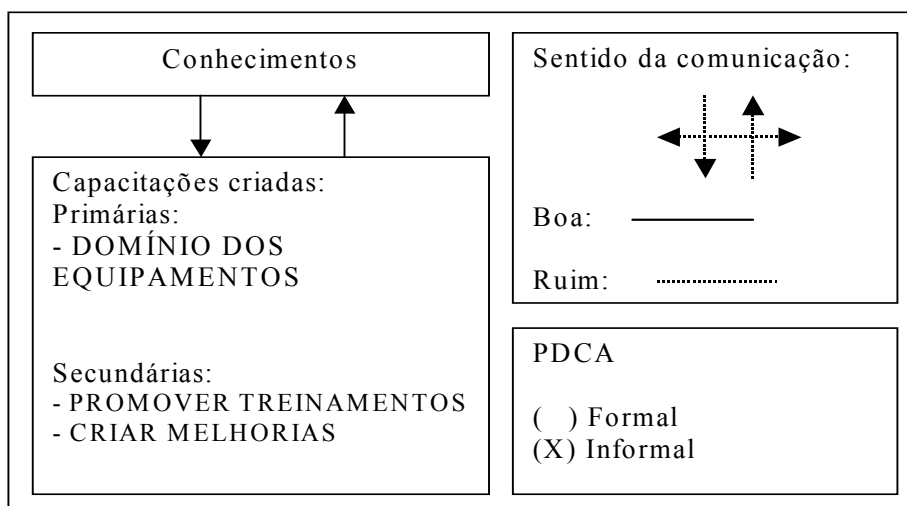 Conhecimentos
Capacitações criadas:
Primárias:
- DOMÍNIO DOS
EQUIPAMENTOS
Secundárias:
- PROMOVER TREINAMENTOS
- CRIAR MELHORIAS
Sentido da comunicação:
Boa:
Ruim:
PDCA
( ) Formal
(X) Informal